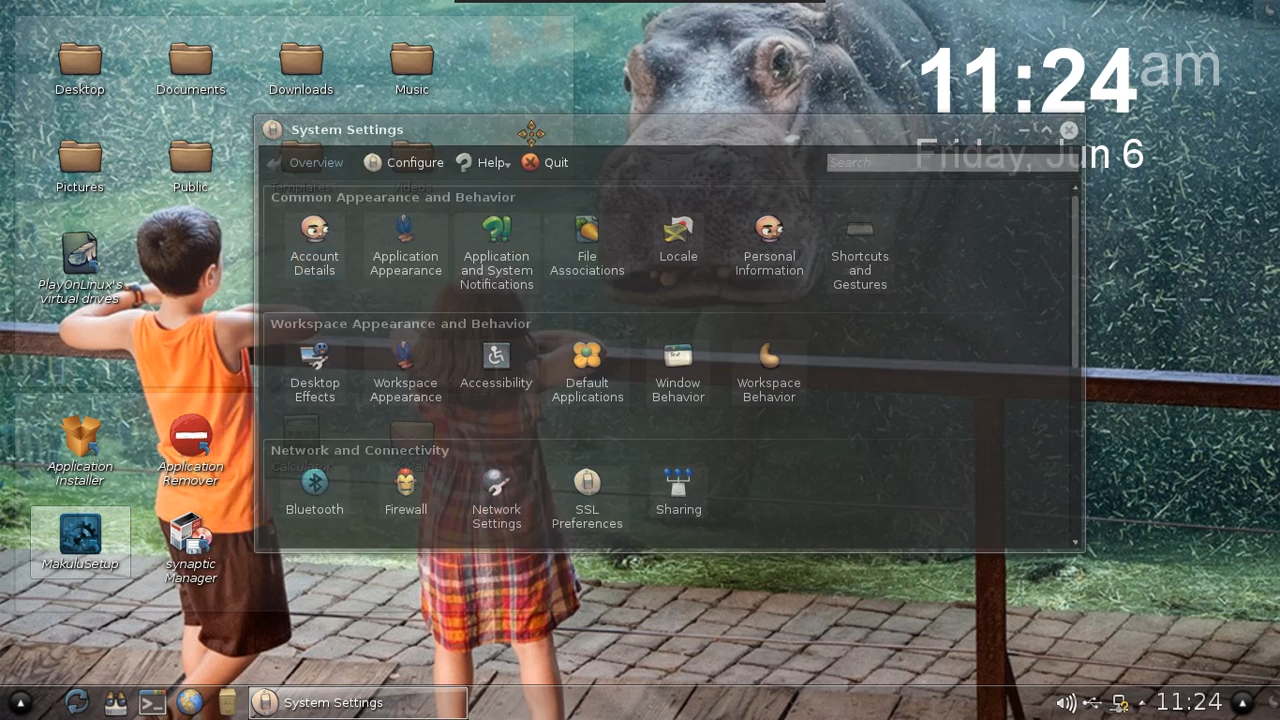 Desktop
Documents
Downloads
Music
11:24am
Friday, Jun 6
Pictures
Public
Templates
Videos
System Settings
Overview
Configure
Help
Quit
Search
Common Appearance and Behavior
Account
Details
Application
Appearance
Application
and System
Notifications
File
Associations
Locale
Personal
Information
Shortcuts
and
Gestures
PlayOnLinux's
virtual drives
Workspace Appearance and Behavior
Desktop
Effects
Workspace
Appearance
Accessibility
Default
Applications
Window
Behavior
Workspace
Behavior
Network and Connectivity
Calculator
Bluetooth
Firewall
Network
Settings
SSL
Preferences
Sharing
Application
Installer
Application
Remover
MakuluSetup
synaptic
Manager
System Settings
11:24